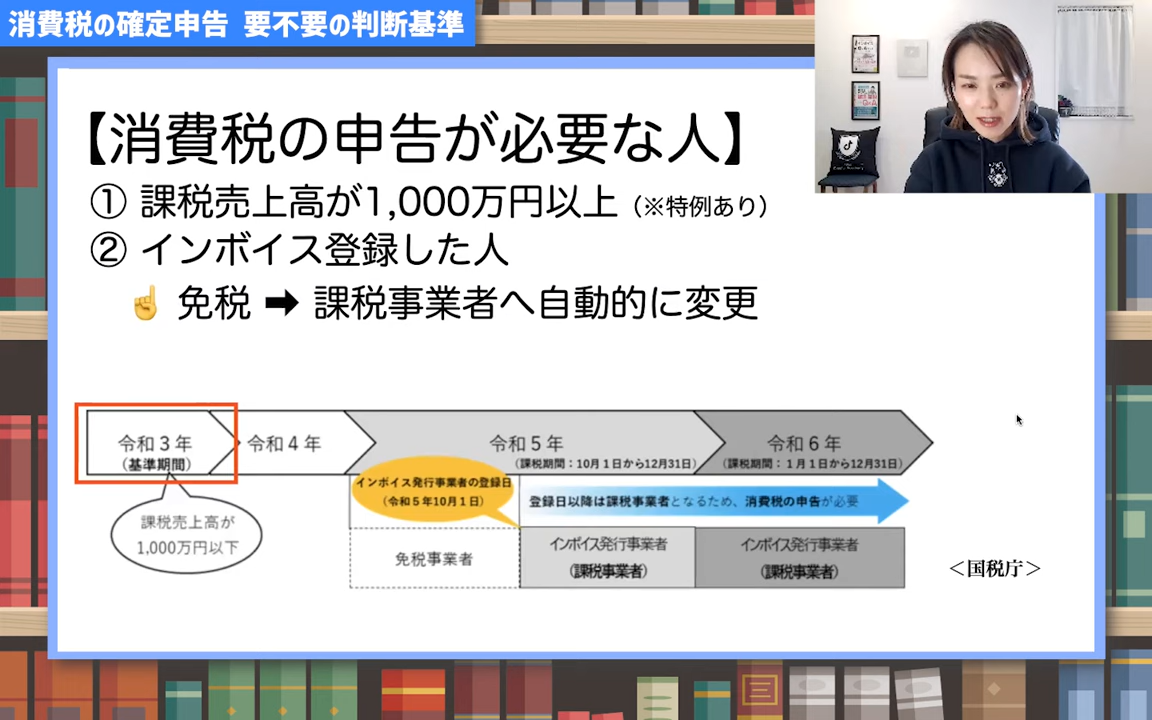 消費税の確定申告 要不要の判断基準
【消費税の申告が必要な人】
① 課税売上高が1,000万円以上（※特例あり）
② インボイス登録した人
☝ 免税 ➡ 課税事業者へ自動的に変更
令和３年
（基準期間）
令和４年
令和５年
（課税期間：10月１日から12月31日）
令和６年
（課税期間：１月１日から12月31日）
インボイス発行事業者の登録日
（令和５年10月１日）
登録日以降は課税事業者となるため、消費税の申告が必要
課税売上高が
1,000万円以下
免税事業者
インボイス発行事業者
（課税事業者）
インボイス発行事業者
（課税事業者）
＜国税庁＞